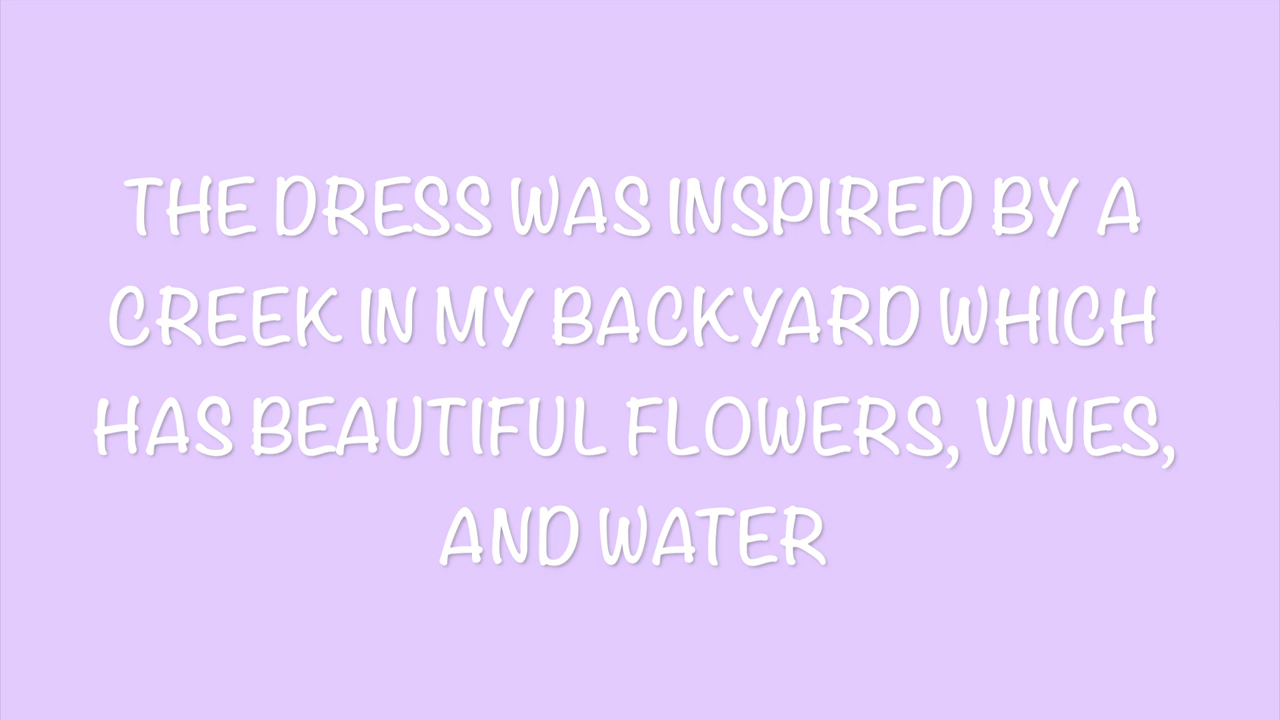 THE DRESS WAS INSPIRED BY A
CREEK IN MY BACKYARD WHICH
HAS BEAUTIFUL FLOWERS, VINES,
AND WATER